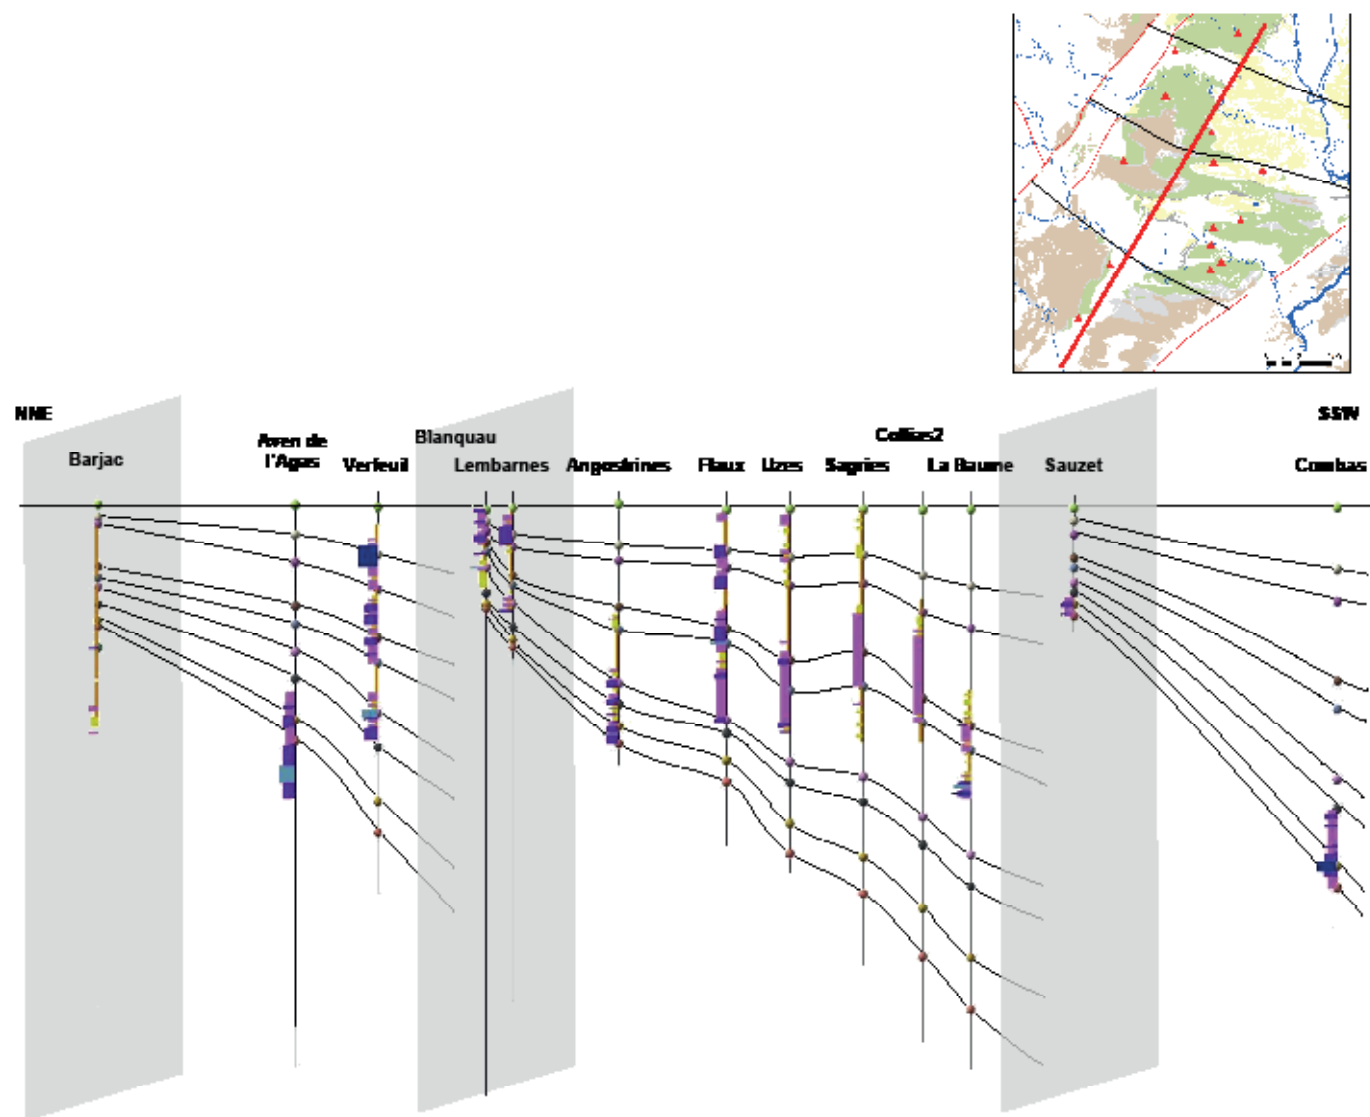 NNE
SSW
Barjac
Aven de
l'Agas
Verfeuil
Blanquau
Lembarnes
Angostrines
Flaux
Uzes
Sagries
Collias2
La Baume
Sauzet
Combas